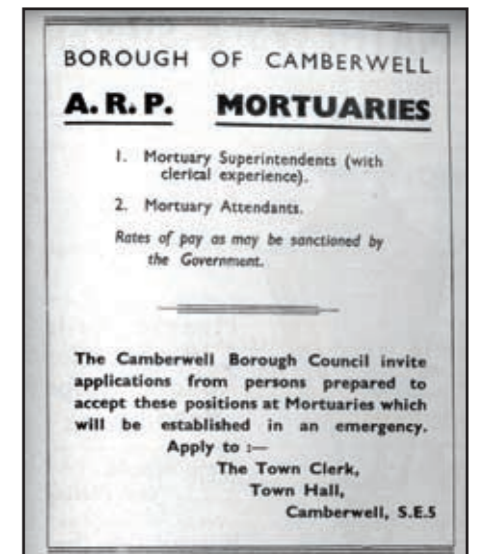 BOROUGH OF CAMBERWELL
A.R.P. MORTUARIES
1. Mortuary Superintendents (with
clerical experience).
2. Mortuary Attendants.
Rates of pay as may be sanctioned by
the Government.
The Camberwell Borough Council invite
applications from persons prepared to
accept these positions at Mortuaries which
will be established in an emergency.
Apply to :—
The Town Clerk,
Town Hall,
Camberwell, S.E.5